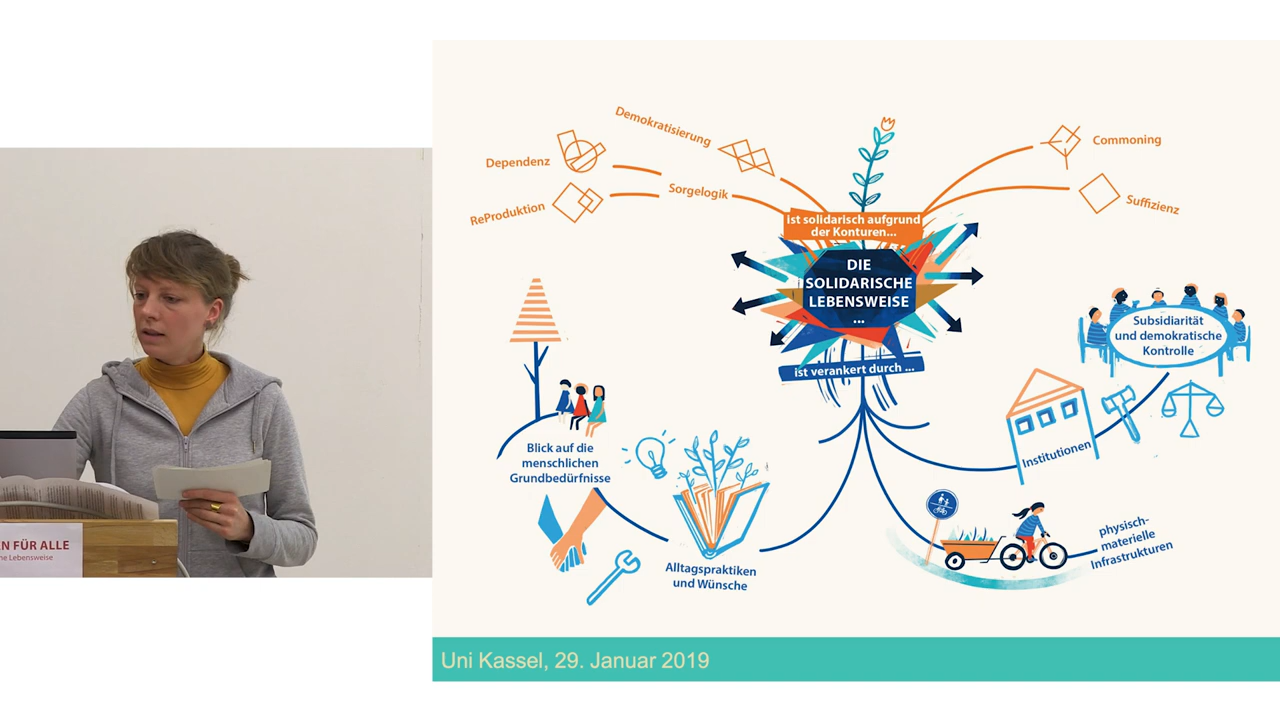 Demokratisierung
Dependenz
Commoning
Sorgelogik
ReProduktion
Suffizienz
ist solidarisch aufgrund
der Konturen...
DIE
SOLIDARISCHE
LEBENSWEISE
...
ist verankert durch ...
Subsidiarität
und demokratische
Kontrolle
Institutionen
Blick auf die
menschlichen
Grundbedürfnisse
physisch-
materielle
Infrastrukturen
Alltagspraktiken
und Wünsche
N FÜR ALLE
ne Lebensweise
Uni Kassel, 29. Januar 2019